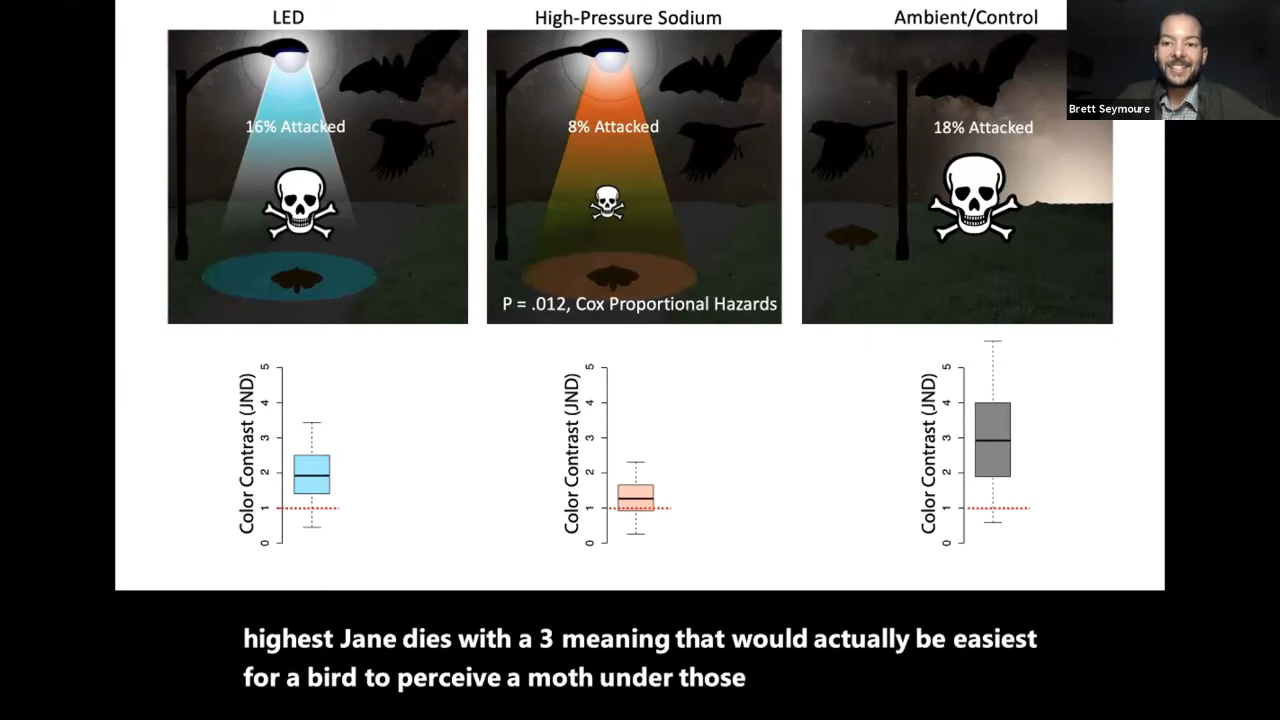 LED
High-Pressure Sodium
Ambient/Control
Brett Seymoure
16% Attacked
8% Attacked
18% Attacked
P = .012, Cox Proportional Hazards
Color Contrast (JND)
5
4
3
2
1
0
Color Contrast (JND)
5
4
3
2
1
0
Color Contrast (JND)
5
4
3
2
1
0
highest Jane dies with a 3 meaning that would actually be easiest
for a bird to perceive a moth under those